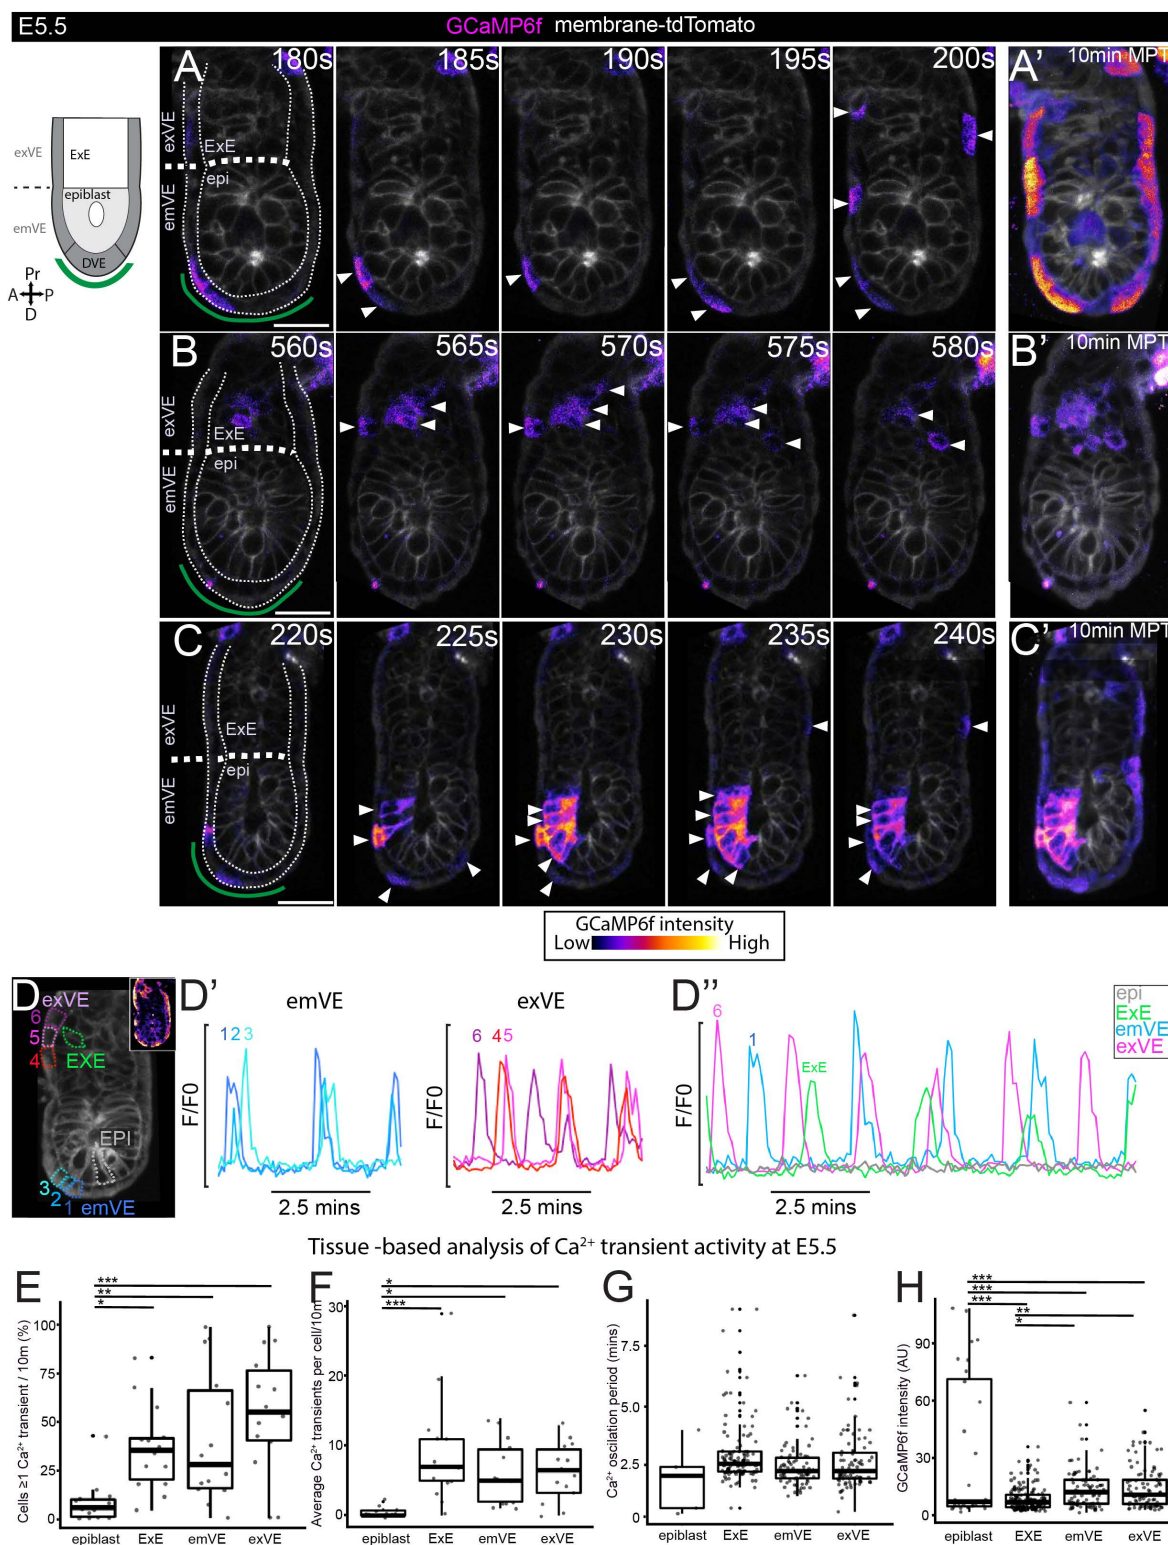 E5.5
GCaMP6f membrane-tdTomato
exVE
ExE
epiblast
emVE
DVE
Pr
A P
D
A 180s 185s 190s 195s 200s A' 10min MPT
exVE
ExE
epi
emVE
B 560s 565s 570s 575s 580s B' 10min MPT
exVE
ExE
epi
emVE
C 220s 225s 230s 235s 240s C' 10min MPT
exVE
ExE
epi
emVE
GCaMP6f intensity
Low High
D
exVE
6
5
4
EXE
EPI
3
2
1 emVE
D'
emVE
1 2 3
F/F0
2.5 mins
exVE
6 4 5
F/F0
2.5 mins
D''
epi
ExE
emVE
exVE
6
1
ExE
F/F0
2.5 mins
Tissue -based analysis of Ca²⁺ transient activity at E5.5
E
*** 
**
*
Cells ≥1 Ca²⁺ transient / 10m (%)
100
75
50
25
0
epiblast ExE emVE exVE
F
*
*
***
Average Ca²⁺ transients per cell/10m
30
20
10
0
epiblast ExE emVE exVE
G
Ca²⁺ oscilation period (mins)
7.5
5.0
2.5
0
epiblast ExE emVE exVE
H
***
***
***
**
*
GCaMP6f intensity (AU)
90
60
30
0
epiblast EXE emVE exVE